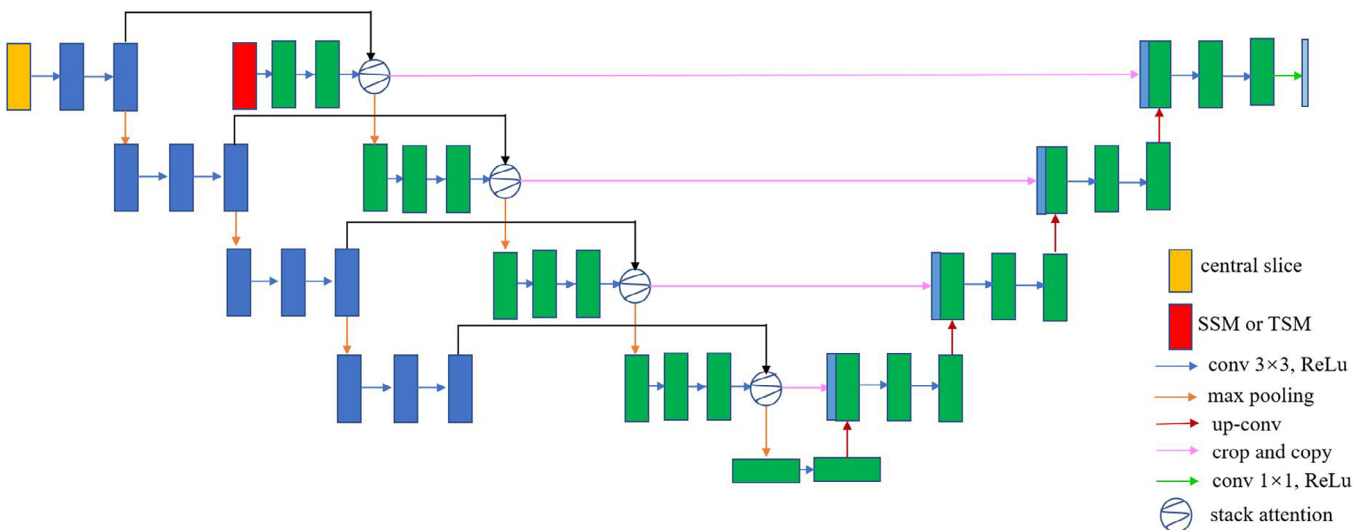 central slice
SSM or TSM
conv 3×3, ReLu
max pooling
up-conv
crop and copy
conv 1×1, ReLu
stack attention